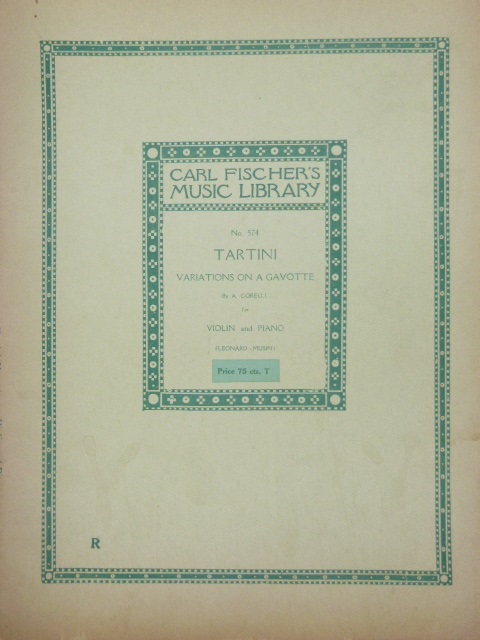 CARL FISCHER'S
MUSIC LIBRARY
No. 574
TARTINI
VARIATIONS ON A GAVOTTE
By A. CORELLI
for
VIOLIN and PIANO
(LEONARD - MUSIN)
Price 75 cts. T
R